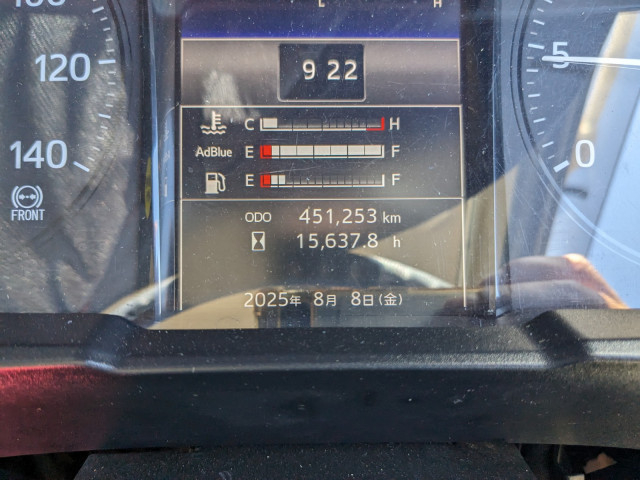 L H
120
9 22
5
C H
AdBlue E F
140
0
E F
FRONT
ODO 451,253 km
15,637.8 h
2025年 8月 8日(金)